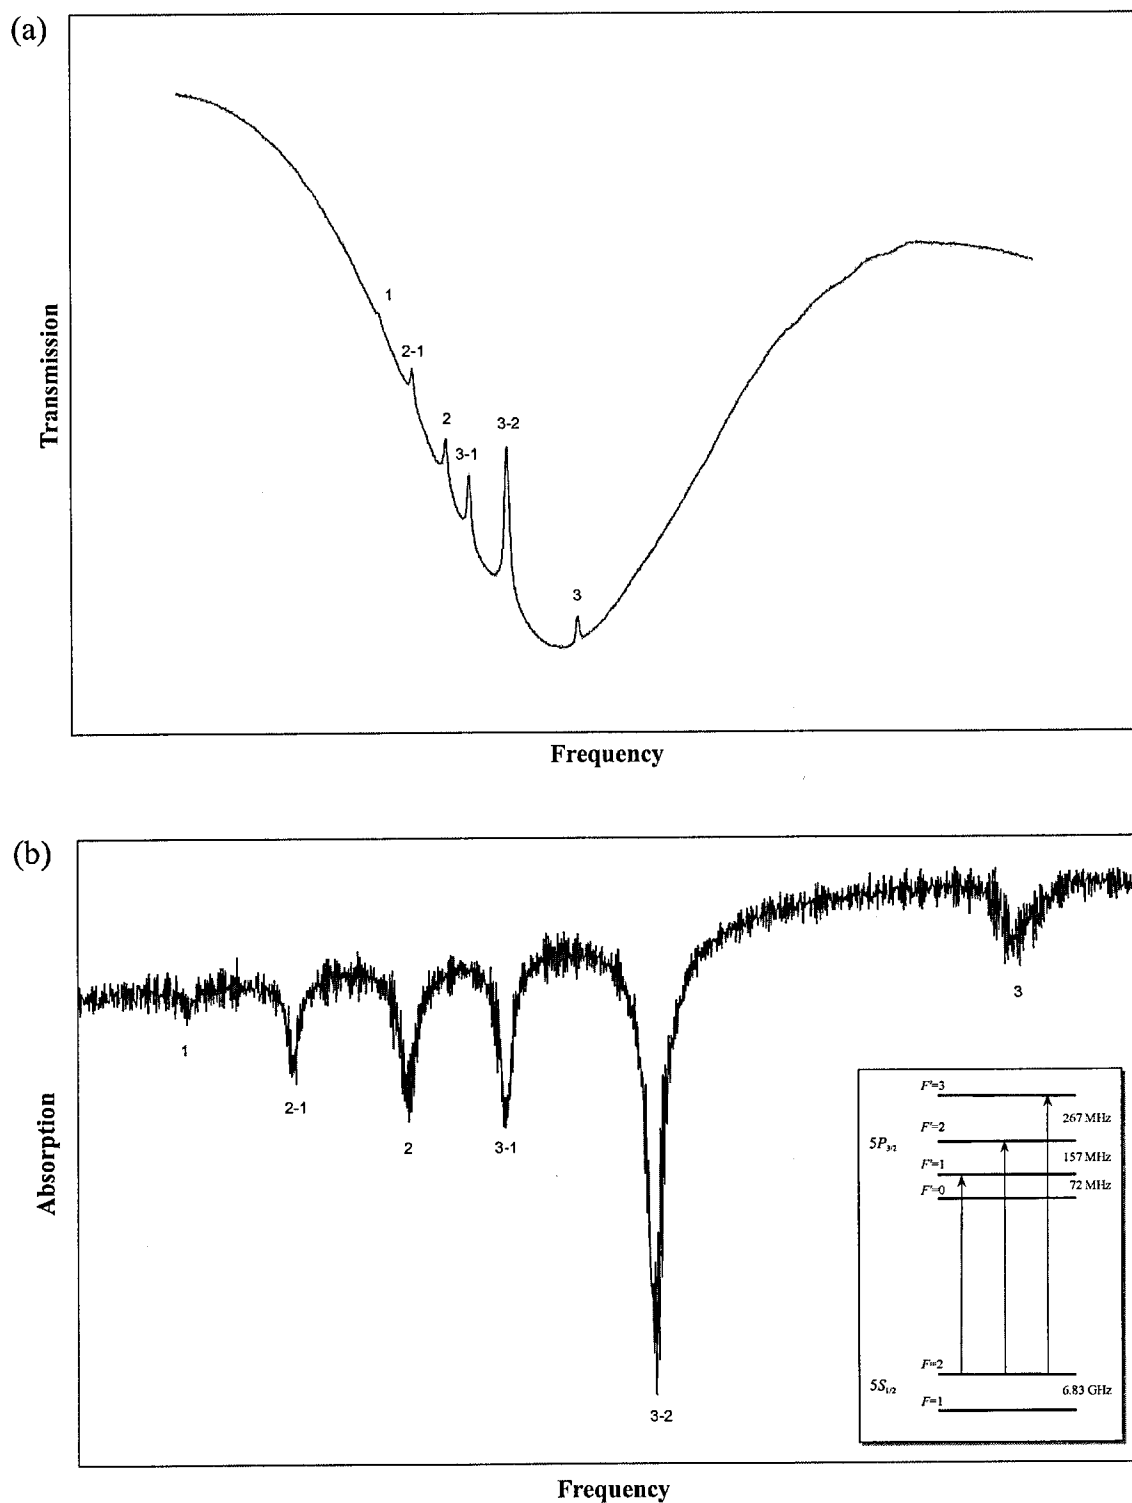 (a)
Transmission
1
2-1
2
3-1
3-2
3
Frequency
(b)
Absorption
1
2-1
2
3-1
3-2
3
F'=3
267 MHz
F'=2
5P3/2
157 MHz
F'=1
72 MHz
F'=0
F=2
5S1/2
6.83 GHz
F=1
Frequency